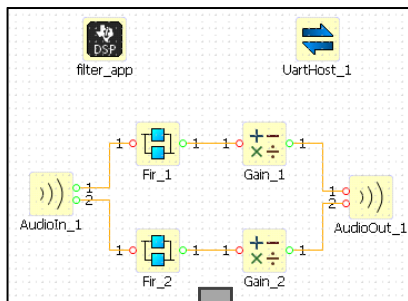 DSP
filter_app
UartHost_1
1 1 1 1
Fir_1
Gain_1
1
2
1
2
AudioIn_1
AudioOut_1
1 1 1 1
Fir_2
Gain_2